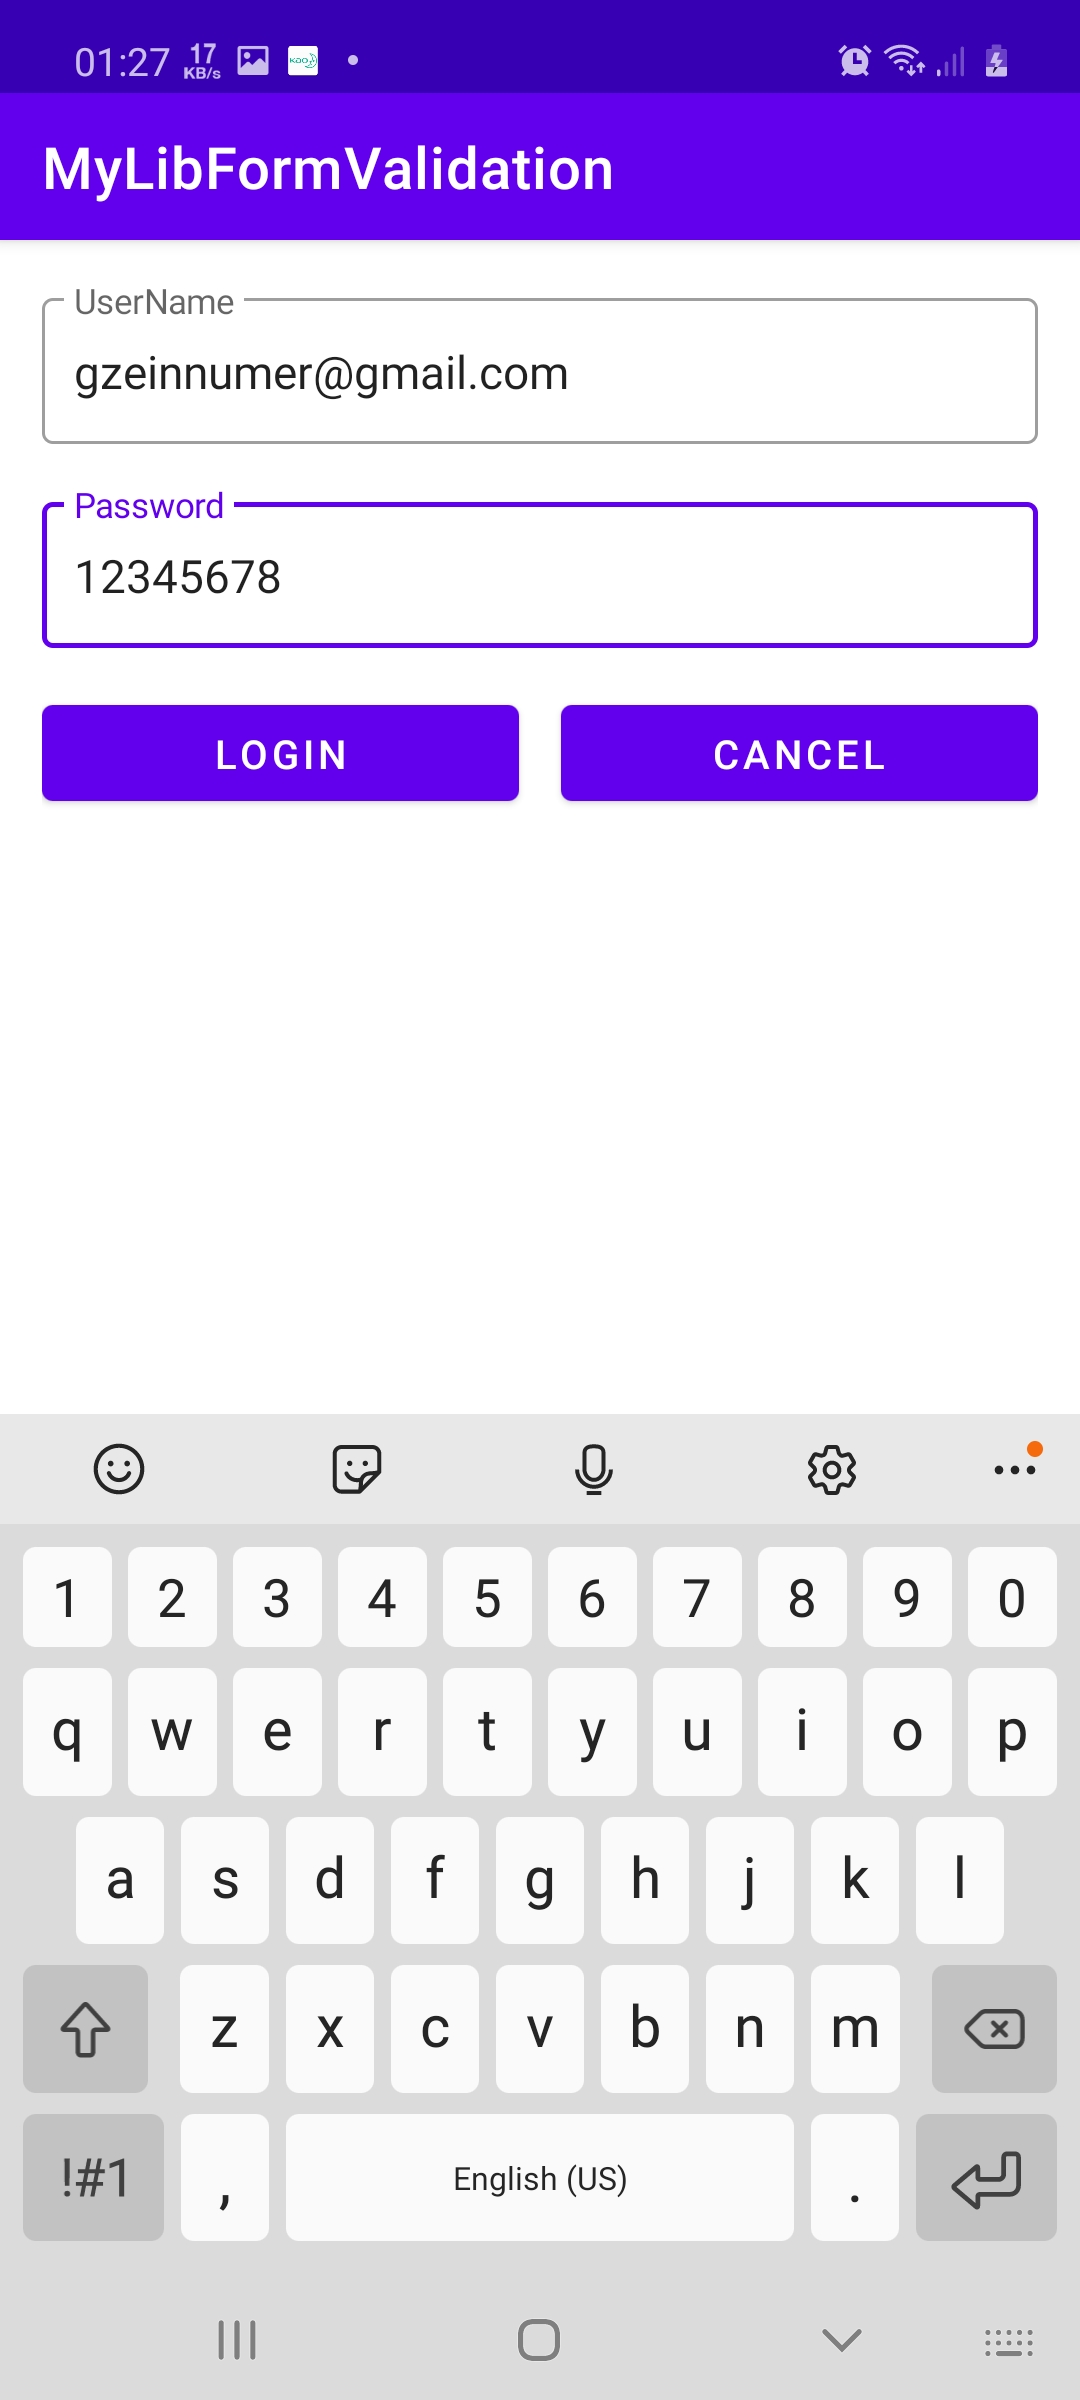 01:27 17 KB/s
MyLibFormValidation
UserName
gzeinnumer@gmail.com
Password
12345678
LOGIN CANCEL
1 2 3 4 5 6 7 8 9 0
q w e r t y u i o p
a s d f g h j k l
z x c v b n m
!#1 , English (US) .